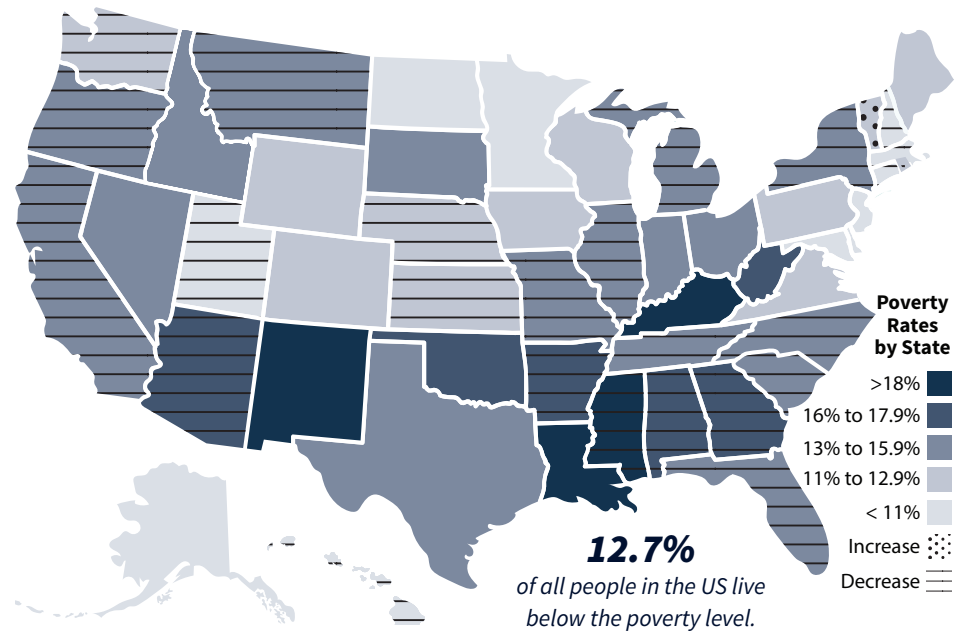 Poverty
Rates
by State
>18%
16% to 17.9%
13% to 15.9%
11% to 12.9%
< 11%
Increase
Decrease
12.7%
of all people in the US live
below the poverty level.